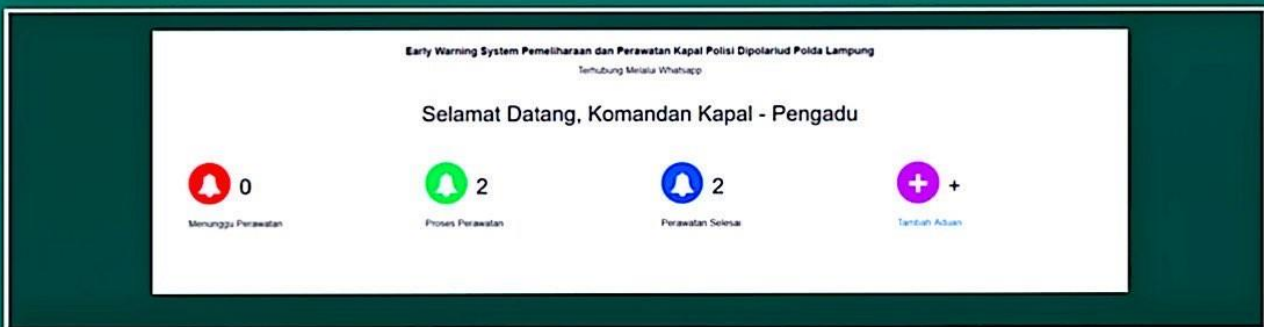 Early Warning System Pemeliharaan dan Perawatan Kapal Polisi Dipolariud Polda Lampung
Terhubung Melalui Whatsapp
Selamat Datang, Komandan Kapal - Pengadu
0
2
2
+
Menunggu Perawatan
Proses Perawatan
Perawatan Selesai
Tambah Aduan